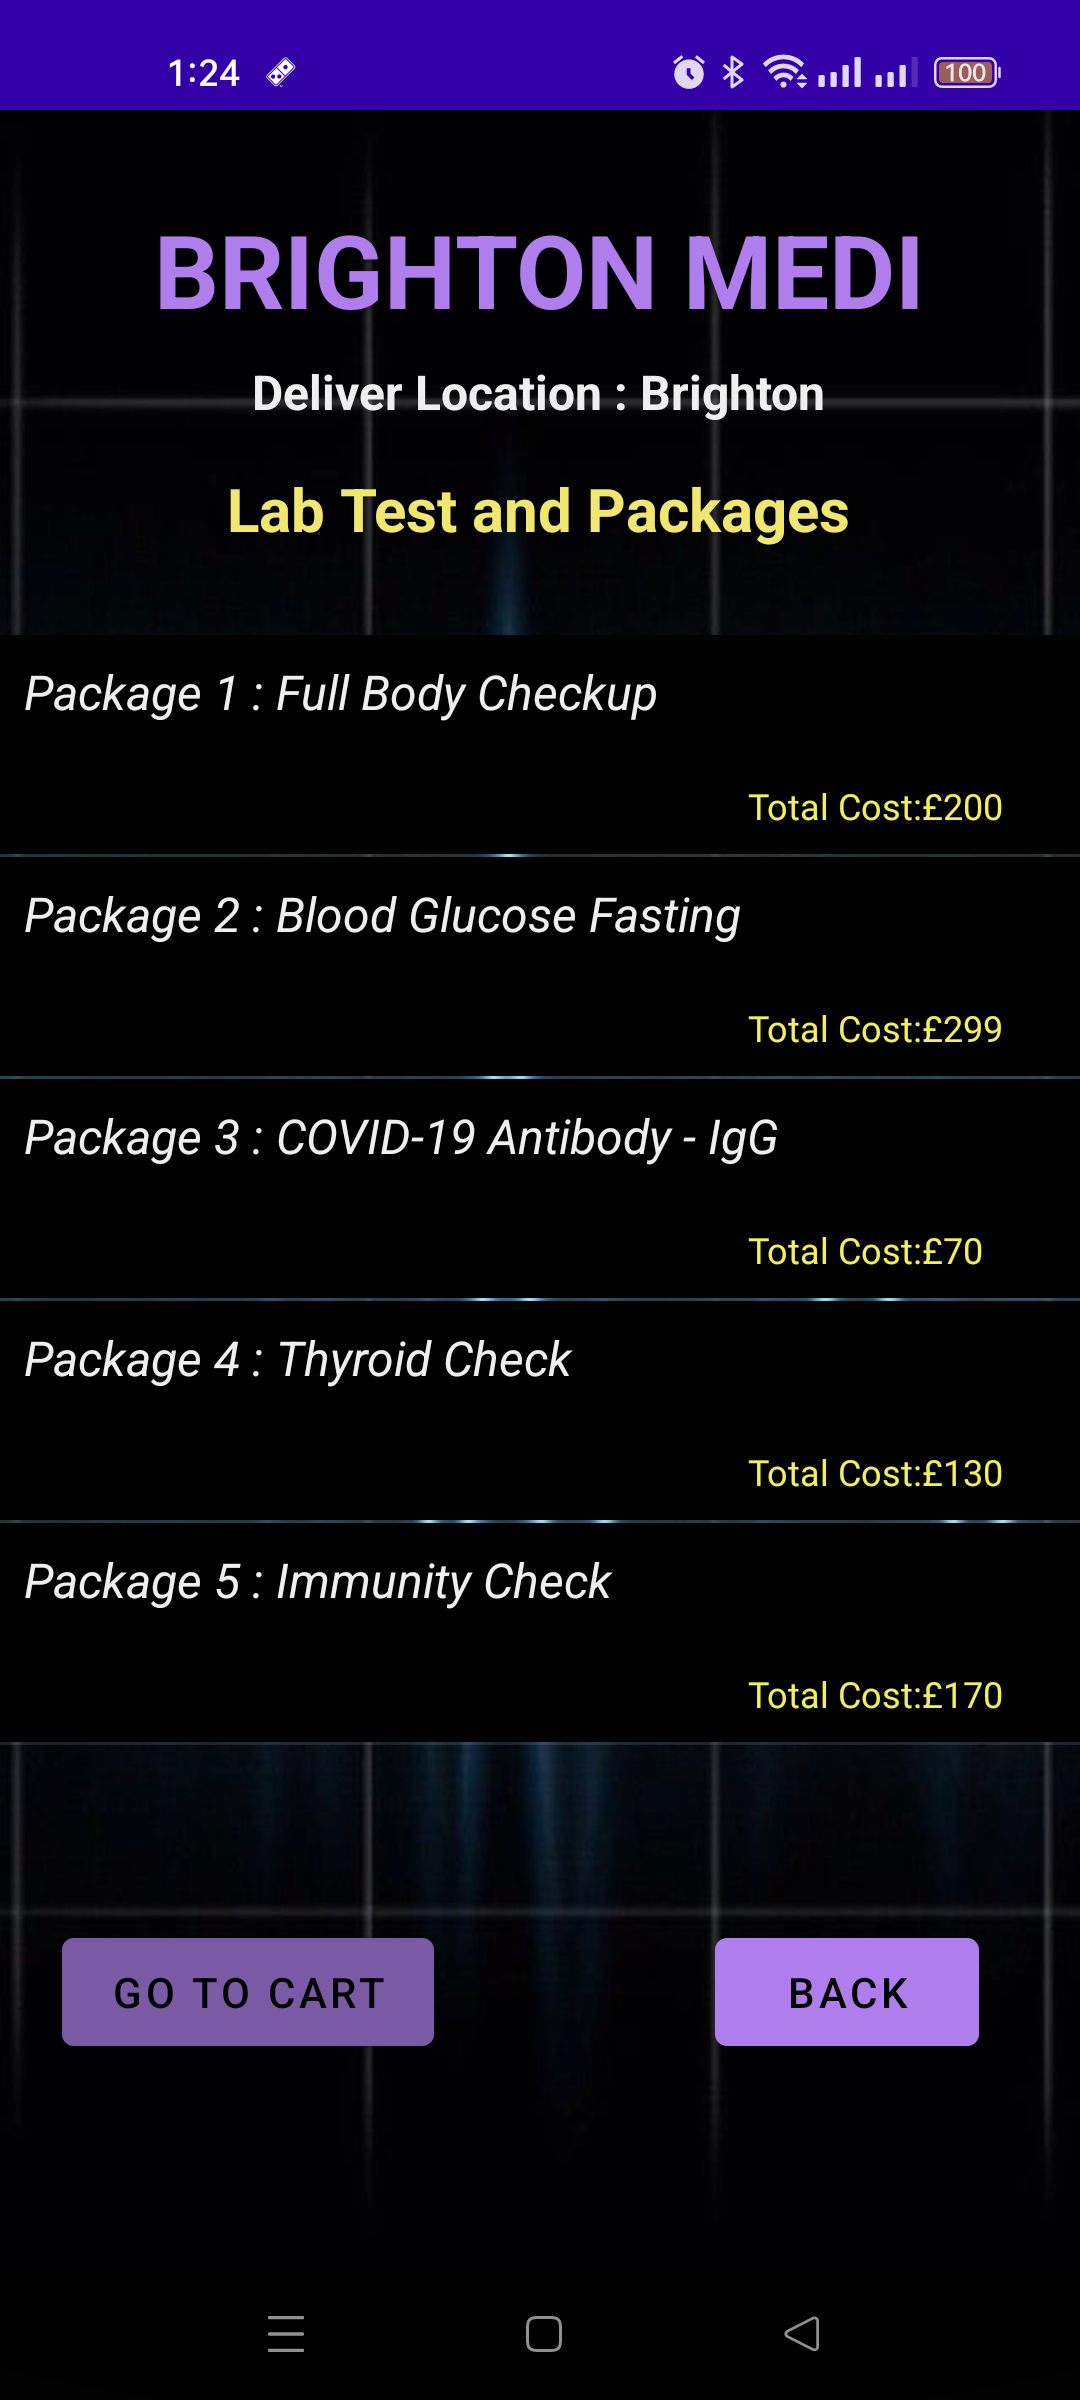 1:24
100
BRIGHTON MEDI
Deliver Location : Brighton
Lab Test and Packages
Package 1 : Full Body Checkup
Total Cost:£200
Package 2 : Blood Glucose Fasting
Total Cost:£299
Package 3 : COVID-19 Antibody - IgG
Total Cost:£70
Package 4 : Thyroid Check
Total Cost:£130
Package 5 : Immunity Check
Total Cost:£170
GO TO CART
BACK